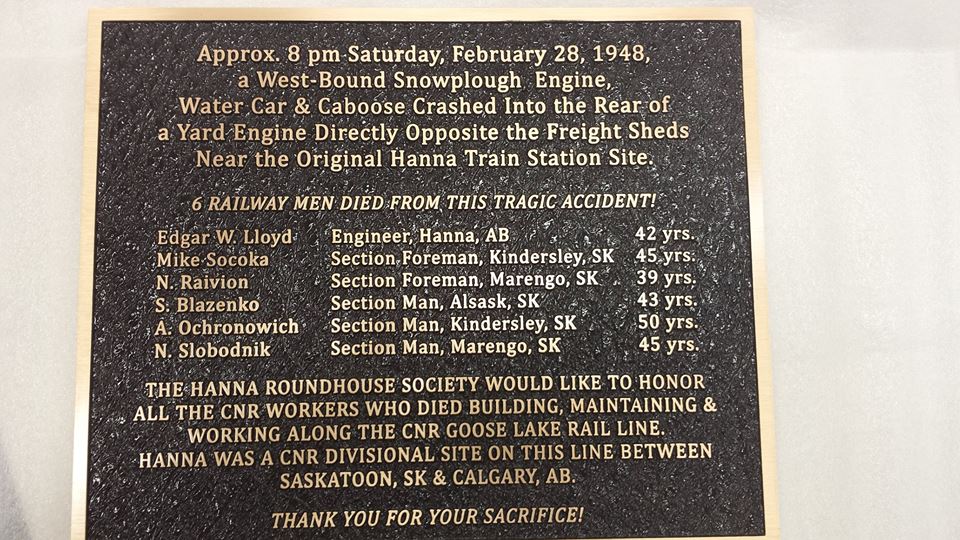 Approx. 8 pm Saturday, February 28, 1948,
a West-Bound Snowplough Engine,
Water Car & Caboose Crashed Into the Rear of
a Yard Engine Directly Opposite the Freight Sheds
Near the Original Hanna Train Station Site.
6 RAILWAY MEN DIED FROM THIS TRAGIC ACCIDENT!
Edgar W. Lloyd Engineer, Hanna, AB 42 yrs.
Mike Socoka Section Foreman, Kindersley, SK 45 yrs.
N. Raivion Section Foreman, Marengo, SK 39 yrs.
S. Blazenko Section Man, Alsask, SK 43 yrs.
A. Ochronowich Section Man, Kindersley, SK 50 yrs.
N. Slobodnik Section Man, Marengo, SK 45 yrs.
THE HANNA ROUNDHOUSE SOCIETY WOULD LIKE TO HONOR
ALL THE CNR WORKERS WHO DIED BUILDING, MAINTAINING &
WORKING ALONG THE CNR GOOSE LAKE RAIL LINE.
HANNA WAS A CNR DIVISIONAL SITE ON THIS LINE BETWEEN
SASKATOON, SK & CALGARY, AB.
THANK YOU FOR YOUR SACRIFICE!